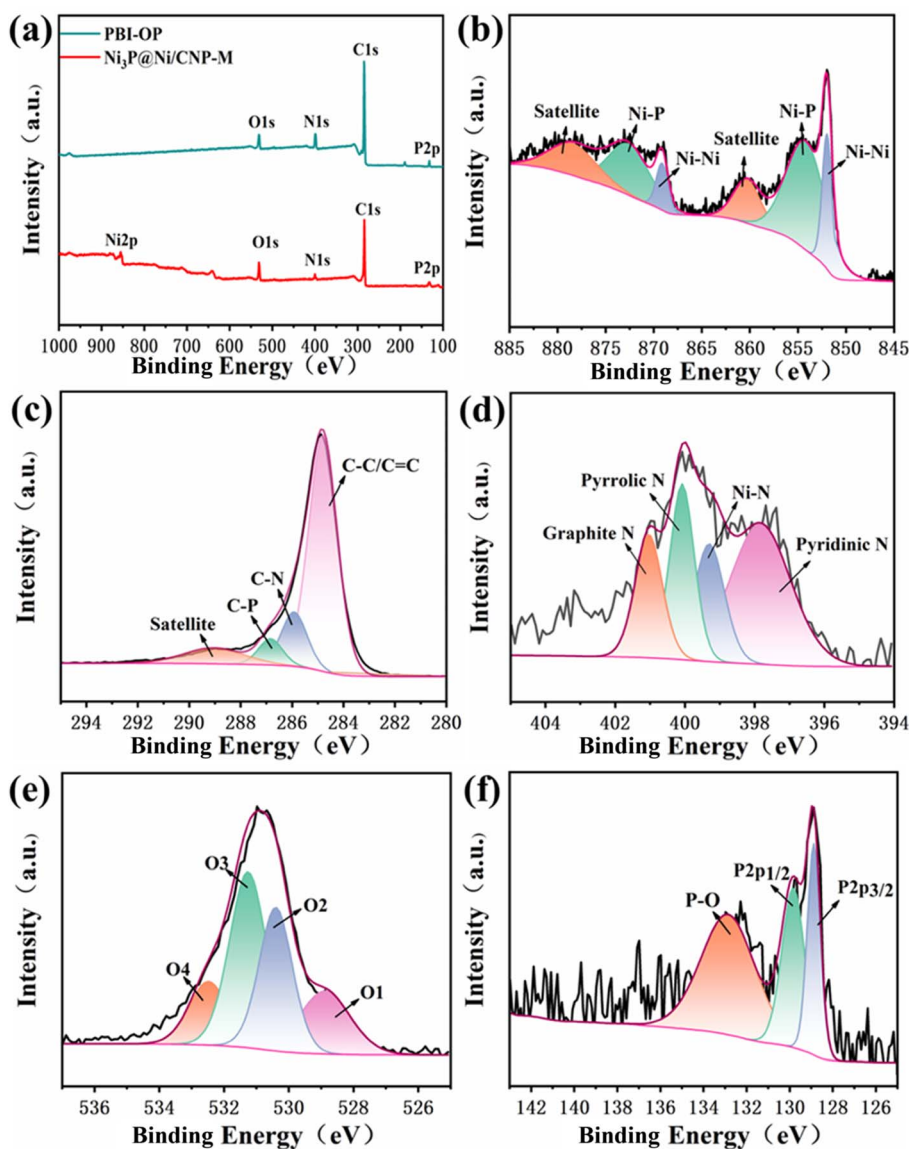 (a)
PBI-OP
Ni₃P@Ni/CNP-M
C1s
O1s
N1s
P2p
C1s
Ni2p
O1s
N1s
P2p
Intensity (a.u.)
1000 900 800 700 600 500 400 300 200 100
Binding Energy (eV)
(b)
Satellite
Ni-P
Ni-Ni
Satellite
Ni-P
Ni-Ni
Intensity (a.u.)
885 880 875 870 865 860 855 850 845
Binding Energy (eV)
(c)
C-C/C=C
C-N
C-P
Satellite
Intensity (a.u.)
294 292 290 288 286 284 282 280
Binding Energy (eV)
(d)
Pyrrolic N
Ni-N
Graphite N
Pyridinic N
Intensity (a.u.)
404 402 400 398 396 394
Binding Energy (eV)
(e)
O3
O2
O4
O1
Intensity (a.u.)
536 534 532 530 528 526
Binding Energy (eV)
(f)
P-O
P2p1/2
P2p3/2
Intensity (a.u.)
142 140 138 136 134 132 130 128 126
Binding Energy (eV)